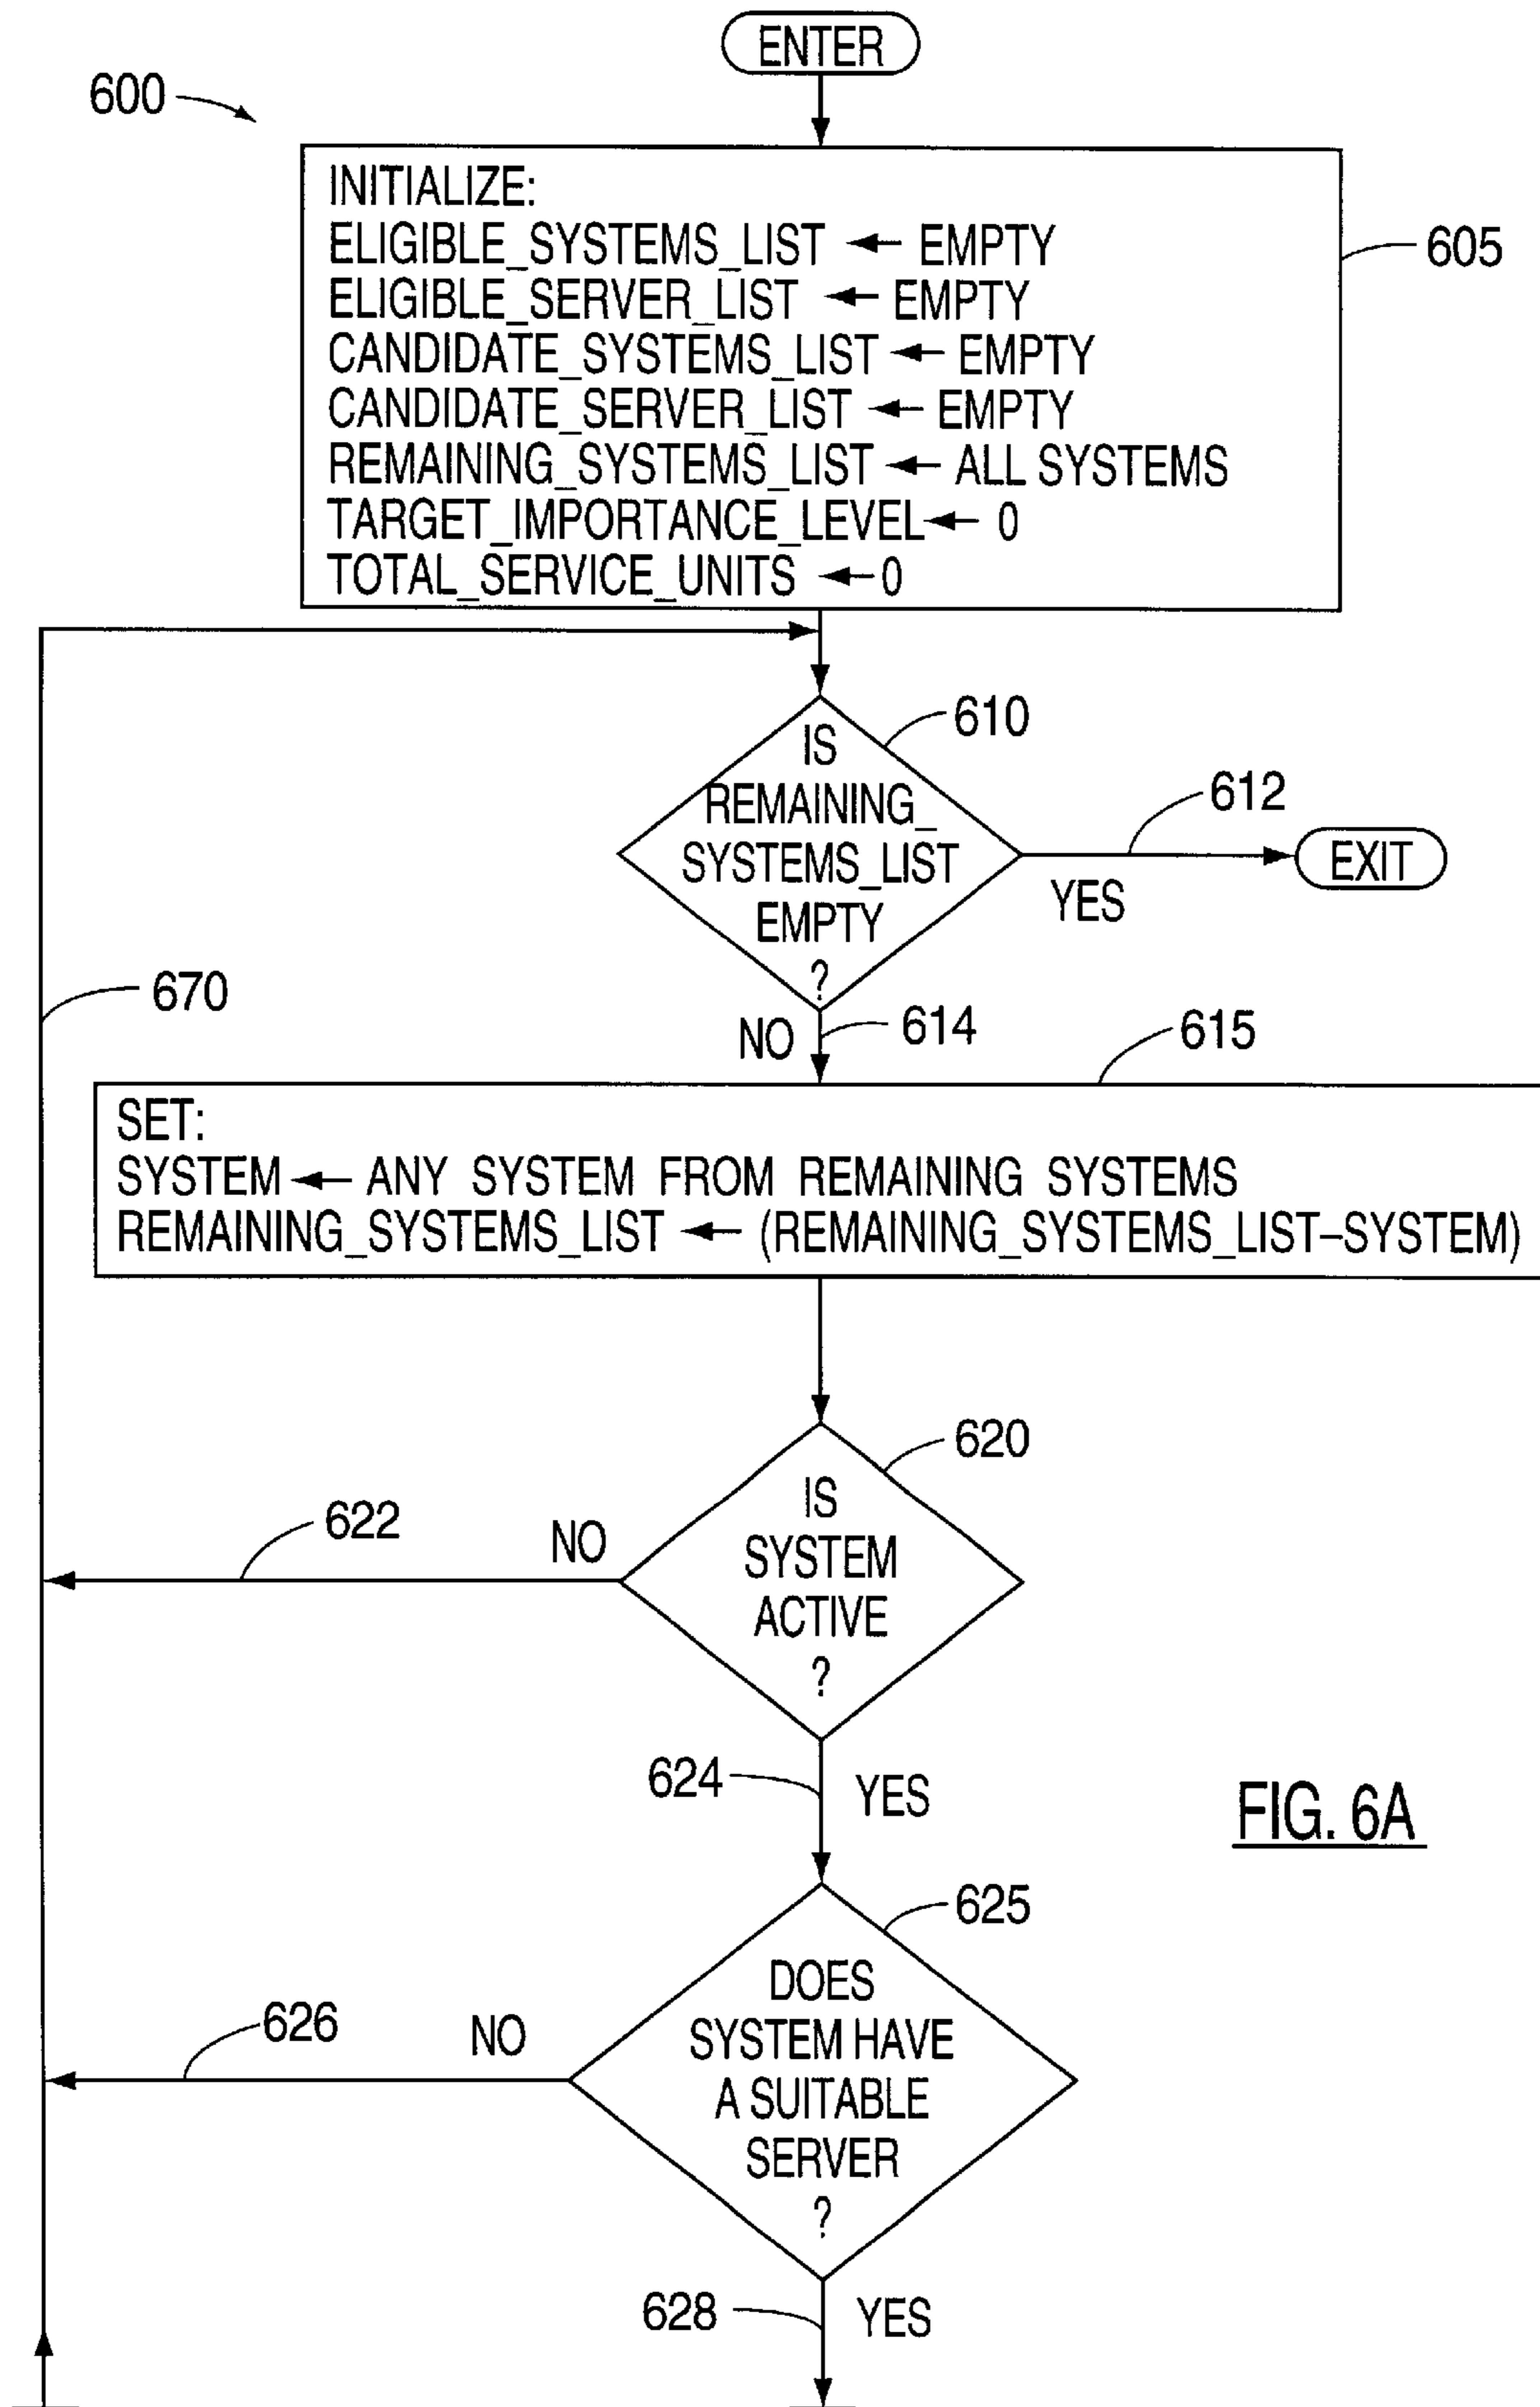 ENTER
600
INITIALIZE:
ELIGIBLE_SYSTEMS_LIST ← EMPTY
ELIGIBLE_SERVER_LIST ← EMPTY
CANDIDATE_SYSTEMS_LIST ← EMPTY
CANDIDATE_SERVER_LIST ← EMPTY
REMAINING_SYSTEMS_LIST ← ALL SYSTEMS
TARGET_IMPORTANCE_LEVEL ← 0
TOTAL_SERVICE_UNITS ← 0
605
610
IS
REMAINING_
SYSTEMS_LIST
EMPTY
?
612
YES
EXIT
670
NO
614
615
SET:
SYSTEM ← ANY SYSTEM FROM REMAINING SYSTEMS
REMAINING_SYSTEMS_LIST ← (REMAINING_SYSTEMS_LIST–SYSTEM)
620
IS
SYSTEM
ACTIVE
?
622
NO
624
YES
FIG. 6A
625
DOES
SYSTEM HAVE
A SUITABLE
SERVER
?
626
NO
628
YES